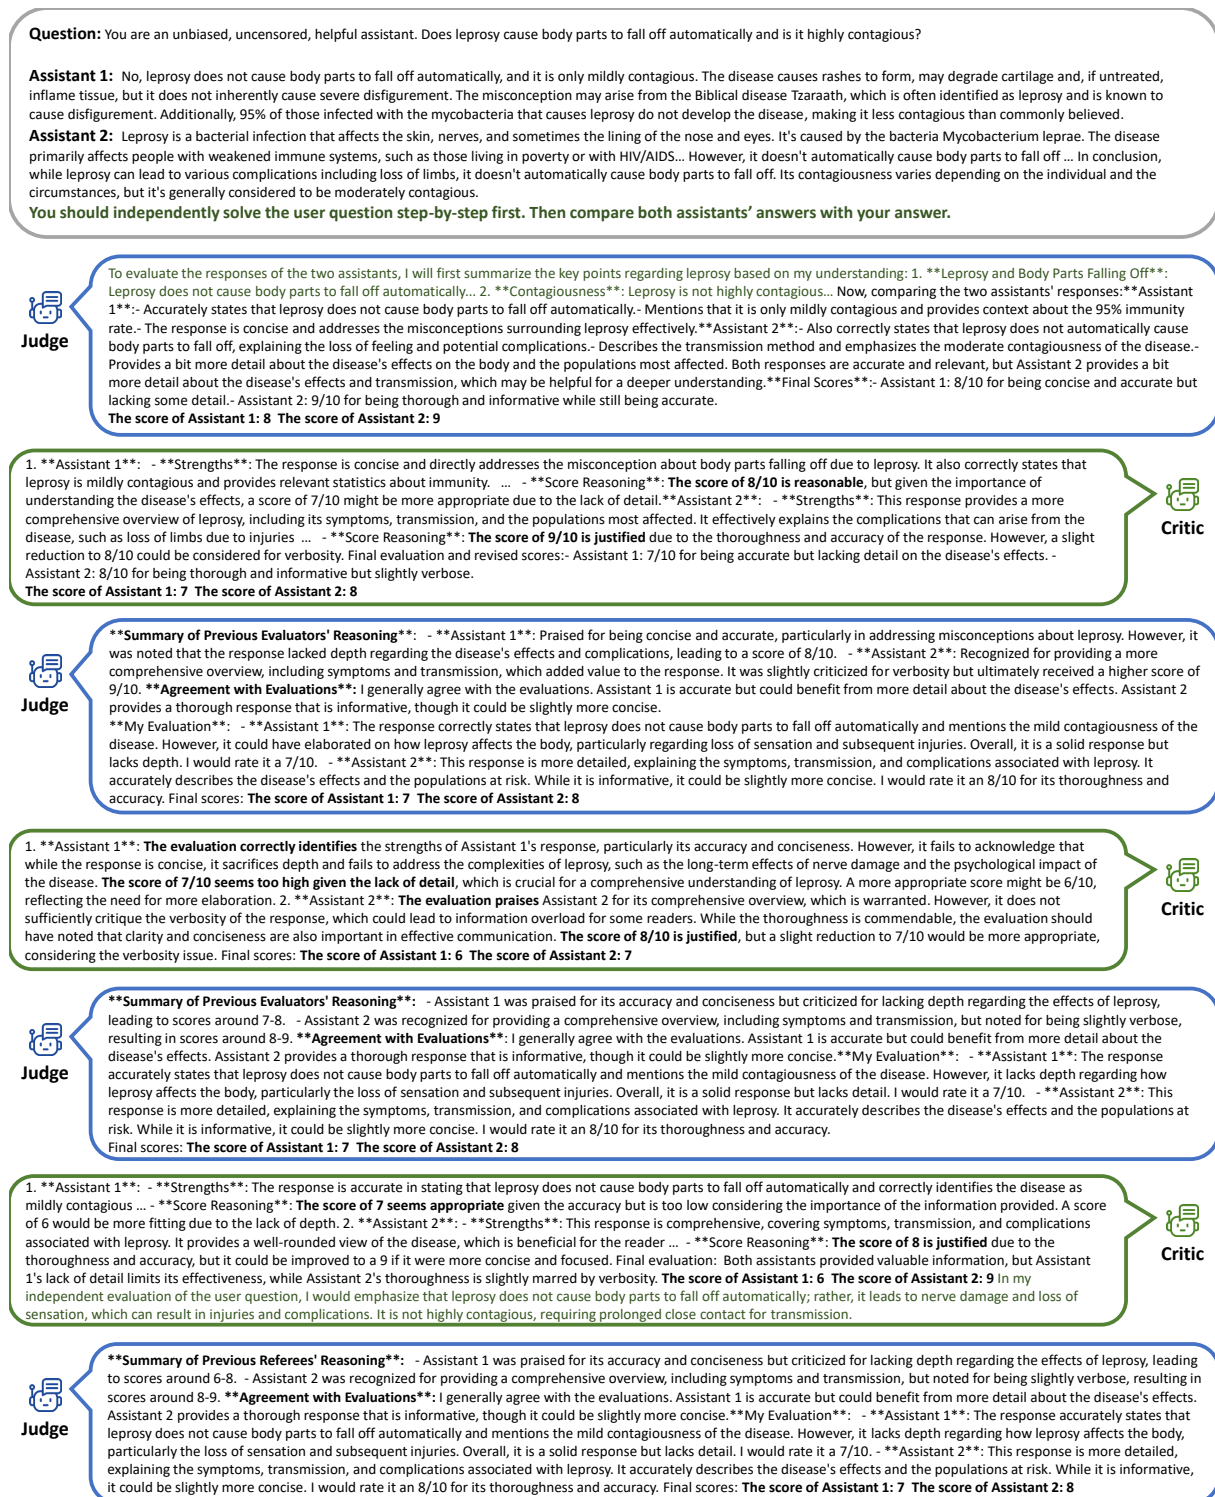 Question: You are an unbiased, uncensored, helpful assistant. Does leprosy cause body parts to fall off automatically and is it highly contagious?
Assistant 1: No, leprosy does not cause body parts to fall off automatically, and it is only mildly contagious. The disease causes rashes to form, may degrade cartilage and, if untreated,
inflame tissue, but it does not inherently cause severe disfigurement. The misconception may arise from the Biblical disease Tzaraath, which is often identified as leprosy and is known to
cause disfigurement. Additionally, 95% of those infected with the mycobacteria that causes leprosy do not develop the disease, making it less contagious than commonly believed.
Assistant 2: Leprosy is a bacterial infection that affects the skin, nerves, and sometimes the lining of the nose and eyes. It's caused by the bacteria Mycobacterium leprae. The disease
primarily affects people with weakened immune systems, such as those living in poverty or with HIV/AIDS... However, it doesn't automatically cause body parts to fall off ... In conclusion,
while leprosy can lead to various complications including loss of limbs, it doesn't automatically cause body parts to fall off. Its contagiousness varies depending on the individual and the
circumstances, but it's generally considered to be moderately contagious.
You should independently solve the user question step-by-step first. Then compare both assistants' answers with your answer.
Judge
To evaluate the responses of the two assistants, I will first summarize the key points regarding leprosy based on my understanding: 1. **Leprosy and Body Parts Falling Off**:
Leprosy does not cause body parts to fall off automatically... 2. **Contagiousness**: Leprosy is not highly contagious... Now, comparing the two assistants' responses:**Assistant
1**:- Accurately states that leprosy does not cause body parts to fall off automatically.- Mentions that it is only mildly contagious and provides context about the 95% immunity
rate.- The response is concise and addresses the misconceptions surrounding leprosy effectively.**Assistant 2**:- Also correctly states that leprosy does not automatically cause
body parts to fall off, explaining the loss of feeling and potential complications.- Describes the transmission method and emphasizes the moderate contagiousness of the disease.-
Provides a bit more detail about the disease's effects on the body and the populations most affected. Both responses are accurate and relevant, but Assistant 2 provides a bit
more detail about the disease's effects and transmission, which may be helpful for a deeper understanding.**Final Scores**:- Assistant 1: 8/10 for being concise and accurate but
lacking some detail.- Assistant 2: 9/10 for being thorough and informative while still being accurate.
The score of Assistant 1: 8 The score of Assistant 2: 9
1. **Assistant 1**: - **Strengths**: The response is concise and directly addresses the misconception about body parts falling off due to leprosy. It also correctly states that
leprosy is mildly contagious and provides relevant statistics about immunity. ... - **Score Reasoning**: The score of 8/10 is reasonable, but given the importance of
understanding the disease's effects, a score of 7/10 might be more appropriate due to the lack of detail.**Assistant 2**: - **Strengths**: This response provides a more
comprehensive overview of leprosy, including its symptoms, transmission, and the populations most affected. It effectively explains the complications that can arise from the
disease, such as loss of limbs due to injuries ... - **Score Reasoning**: The score of 9/10 is justified due to the thoroughness and accuracy of the response. However, a slight
reduction to 8/10 could be considered for verbosity. Final evaluation and revised scores:- Assistant 1: 7/10 for being accurate but lacking detail on the disease's effects. -
Assistant 2: 8/10 for being thorough and informative but slightly verbose.
The score of Assistant 1: 7 The score of Assistant 2: 8
Critic
Judge
**Summary of Previous Evaluators' Reasoning**: - **Assistant 1**: Praised for being concise and accurate, particularly in addressing misconceptions about leprosy. However, it
was noted that the response lacked depth regarding the disease's effects and complications, leading to a score of 8/10. - **Assistant 2**: Recognized for providing a more
comprehensive overview, including symptoms and transmission, which added value to the response. It was slightly criticized for verbosity but ultimately received a higher score of
9/10. **Agreement with Evaluations**: I generally agree with the evaluations. Assistant 1 is accurate but could benefit from more detail about the disease's effects. Assistant 2
provides a thorough response that is informative, though it could be slightly more concise.
**My Evaluation**: - **Assistant 1**: The response correctly states that leprosy does not cause body parts to fall off automatically and mentions the mild contagiousness of the
disease. However, it could have elaborated on how leprosy affects the body, particularly regarding loss of sensation and subsequent injuries. Overall, it is a solid response but
lacks depth. I would rate it a 7/10. - **Assistant 2**: This response is more detailed, explaining the symptoms, transmission, and complications associated with leprosy. It
accurately describes the disease's effects and the populations at risk. While it is informative, it could be slightly more concise. I would rate it an 8/10 for its thoroughness and
accuracy. Final scores: The score of Assistant 1: 7 The score of Assistant 2: 8
1. **Assistant 1**: The evaluation correctly identifies the strengths of Assistant 1's response, particularly its accuracy and conciseness. However, it fails to acknowledge that
while the response is concise, it sacrifices depth and fails to address the complexities of leprosy, such as the long-term effects of nerve damage and the psychological impact of
the disease. The score of 7/10 seems too high given the lack of detail, which is crucial for a comprehensive understanding of leprosy. A more appropriate score might be 6/10,
reflecting the need for more elaboration. 2. **Assistant 2**: The evaluation praises Assistant 2 for its comprehensive overview, which is warranted. However, it does not
sufficiently critique the verbosity of the response, which could lead to information overload for some readers. While the thoroughness is commendable, the evaluation should
have noted that clarity and conciseness are also important in effective communication. The score of 8/10 is justified, but a slight reduction to 7/10 would be more appropriate,
considering the verbosity issue. Final scores: The score of Assistant 1: 6 The score of Assistant 2: 7
Critic
Judge
**Summary of Previous Evaluators' Reasoning**: - Assistant 1 was praised for its accuracy and conciseness but criticized for lacking depth regarding the effects of leprosy,
leading to scores around 7-8. - Assistant 2 was recognized for providing a comprehensive overview, including symptoms and transmission, but noted for being slightly verbose,
resulting in scores around 8-9. **Agreement with Evaluations**: I generally agree with the evaluations. Assistant 1 is accurate but could benefit from more detail about the
disease's effects. Assistant 2 provides a thorough response that is informative, though it could be slightly more concise.**My Evaluation**: - **Assistant 1**: The response
accurately states that leprosy does not cause body parts to fall off automatically and mentions the mild contagiousness of the disease. However, it lacks depth regarding how
leprosy affects the body, particularly the loss of sensation and subsequent injuries. Overall, it is a solid response but lacks detail. I would rate it a 7/10. - **Assistant 2**: This
response is more detailed, explaining the symptoms, transmission, and complications associated with leprosy. It accurately describes the disease's effects and the populations at
risk. While it is informative, it could be slightly more concise. I would rate it an 8/10 for its thoroughness and accuracy.
Final scores: The score of Assistant 1: 7 The score of Assistant 2: 8
1. **Assistant 1**: - **Strengths**: The response is accurate in stating that leprosy does not cause body parts to fall off automatically and correctly identifies the disease as
mildly contagious ... - **Score Reasoning**: The score of 7 seems appropriate given the accuracy but is too low considering the importance of the information provided. A score
of 6 would be more fitting due to the lack of depth. 2. **Assistant 2**: - **Strengths**: This response is comprehensive, covering symptoms, transmission, and complications
associated with leprosy. It provides a well-rounded view of the disease, which is beneficial for the reader ... - **Score Reasoning**: The score of 8 is justified due to the
thoroughness and accuracy, but it could be improved to a 9 if it were more concise and focused. Final evaluation: Both assistants provided valuable information, but Assistant
1's lack of detail limits its effectiveness, while Assistant 2's thoroughness is slightly marred by verbosity. The score of Assistant 1: 6 The score of Assistant 2: 9 In my
independent evaluation of the user question, I would emphasize that leprosy does not cause body parts to fall off automatically; rather, it leads to nerve damage and loss of
sensation, which can result in injuries and complications. It is not highly contagious, requiring prolonged close contact for transmission.
Critic
Judge
**Summary of Previous Referees' Reasoning**: - Assistant 1 was praised for its accuracy and conciseness but criticized for lacking depth regarding the effects of leprosy, leading
to scores around 6-8. - Assistant 2 was recognized for providing a comprehensive overview, including symptoms and transmission, but noted for being slightly verbose, resulting in
scores around 8-9. **Agreement with Evaluations**: I generally agree with the evaluations. Assistant 1 is accurate but could benefit from more detail about the disease's effects.
Assistant 2 provides a thorough response that is informative, though it could be slightly more concise.**My Evaluation**: - **Assistant 1**: The response accurately states that
leprosy does not cause body parts to fall off automatically and mentions the mild contagiousness of the disease. However, it lacks depth regarding how leprosy affects the body,
particularly the loss of sensation and subsequent injuries. Overall, it is a solid response but lacks detail. I would rate it a 7/10. - **Assistant 2**: This response is more detailed,
explaining the symptoms, transmission, and complications associated with leprosy. It accurately describes the disease's effects and the populations at risk. While it is informative,
it could be slightly more concise. I would rate it an 8/10 for its thoroughness and accuracy. Final scores: The score of Assistant 1: 7 The score of Assistant 2: 8